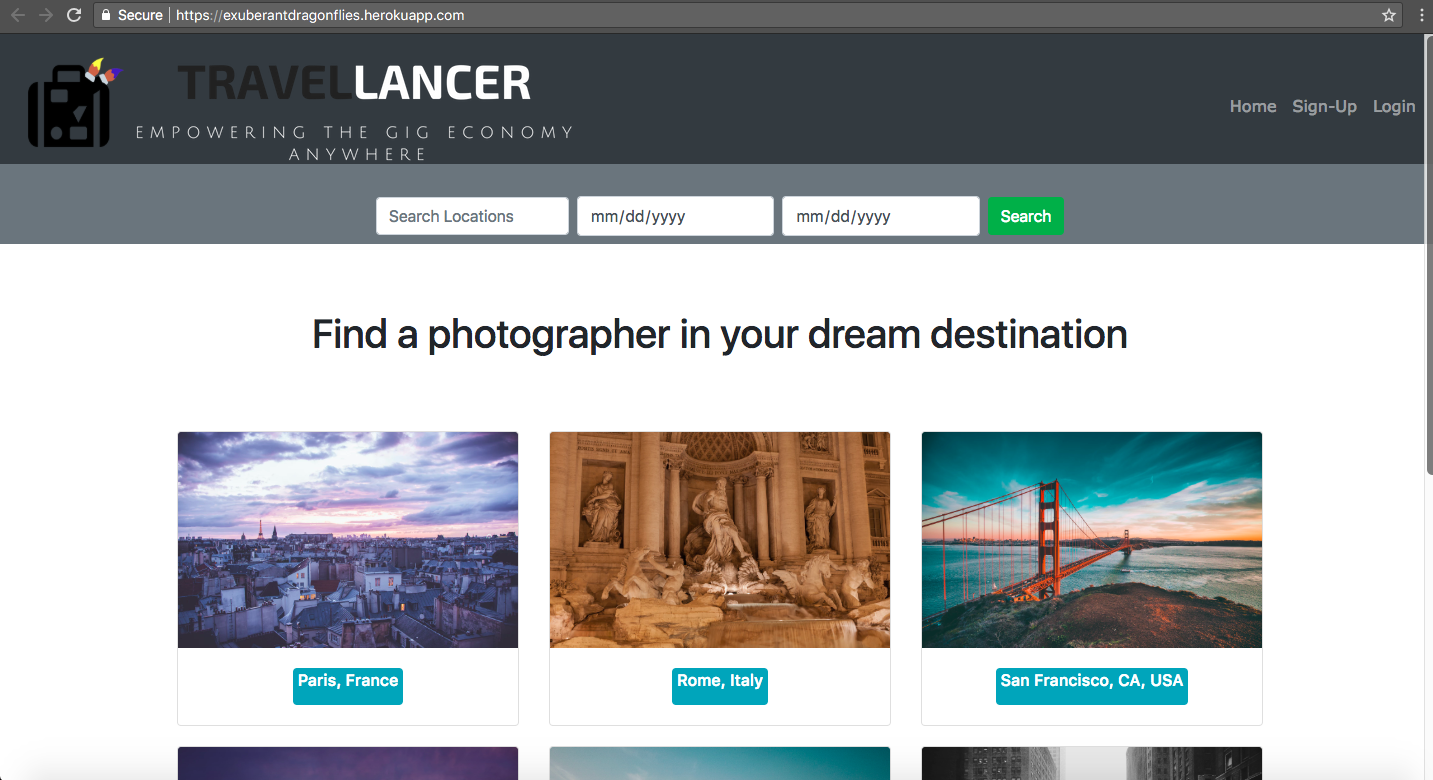 Secure | https://exuberantdragonflies.herokuapp.com
TRAVELLANCER
EMPOWERING THE GIG ECONOMY
ANYWHERE
Home Sign-Up Login
Search Locations mm/dd/yyyy mm/dd/yyyy Search
Find a photographer in your dream destination
Paris, France Rome, Italy San Francisco, CA, USA